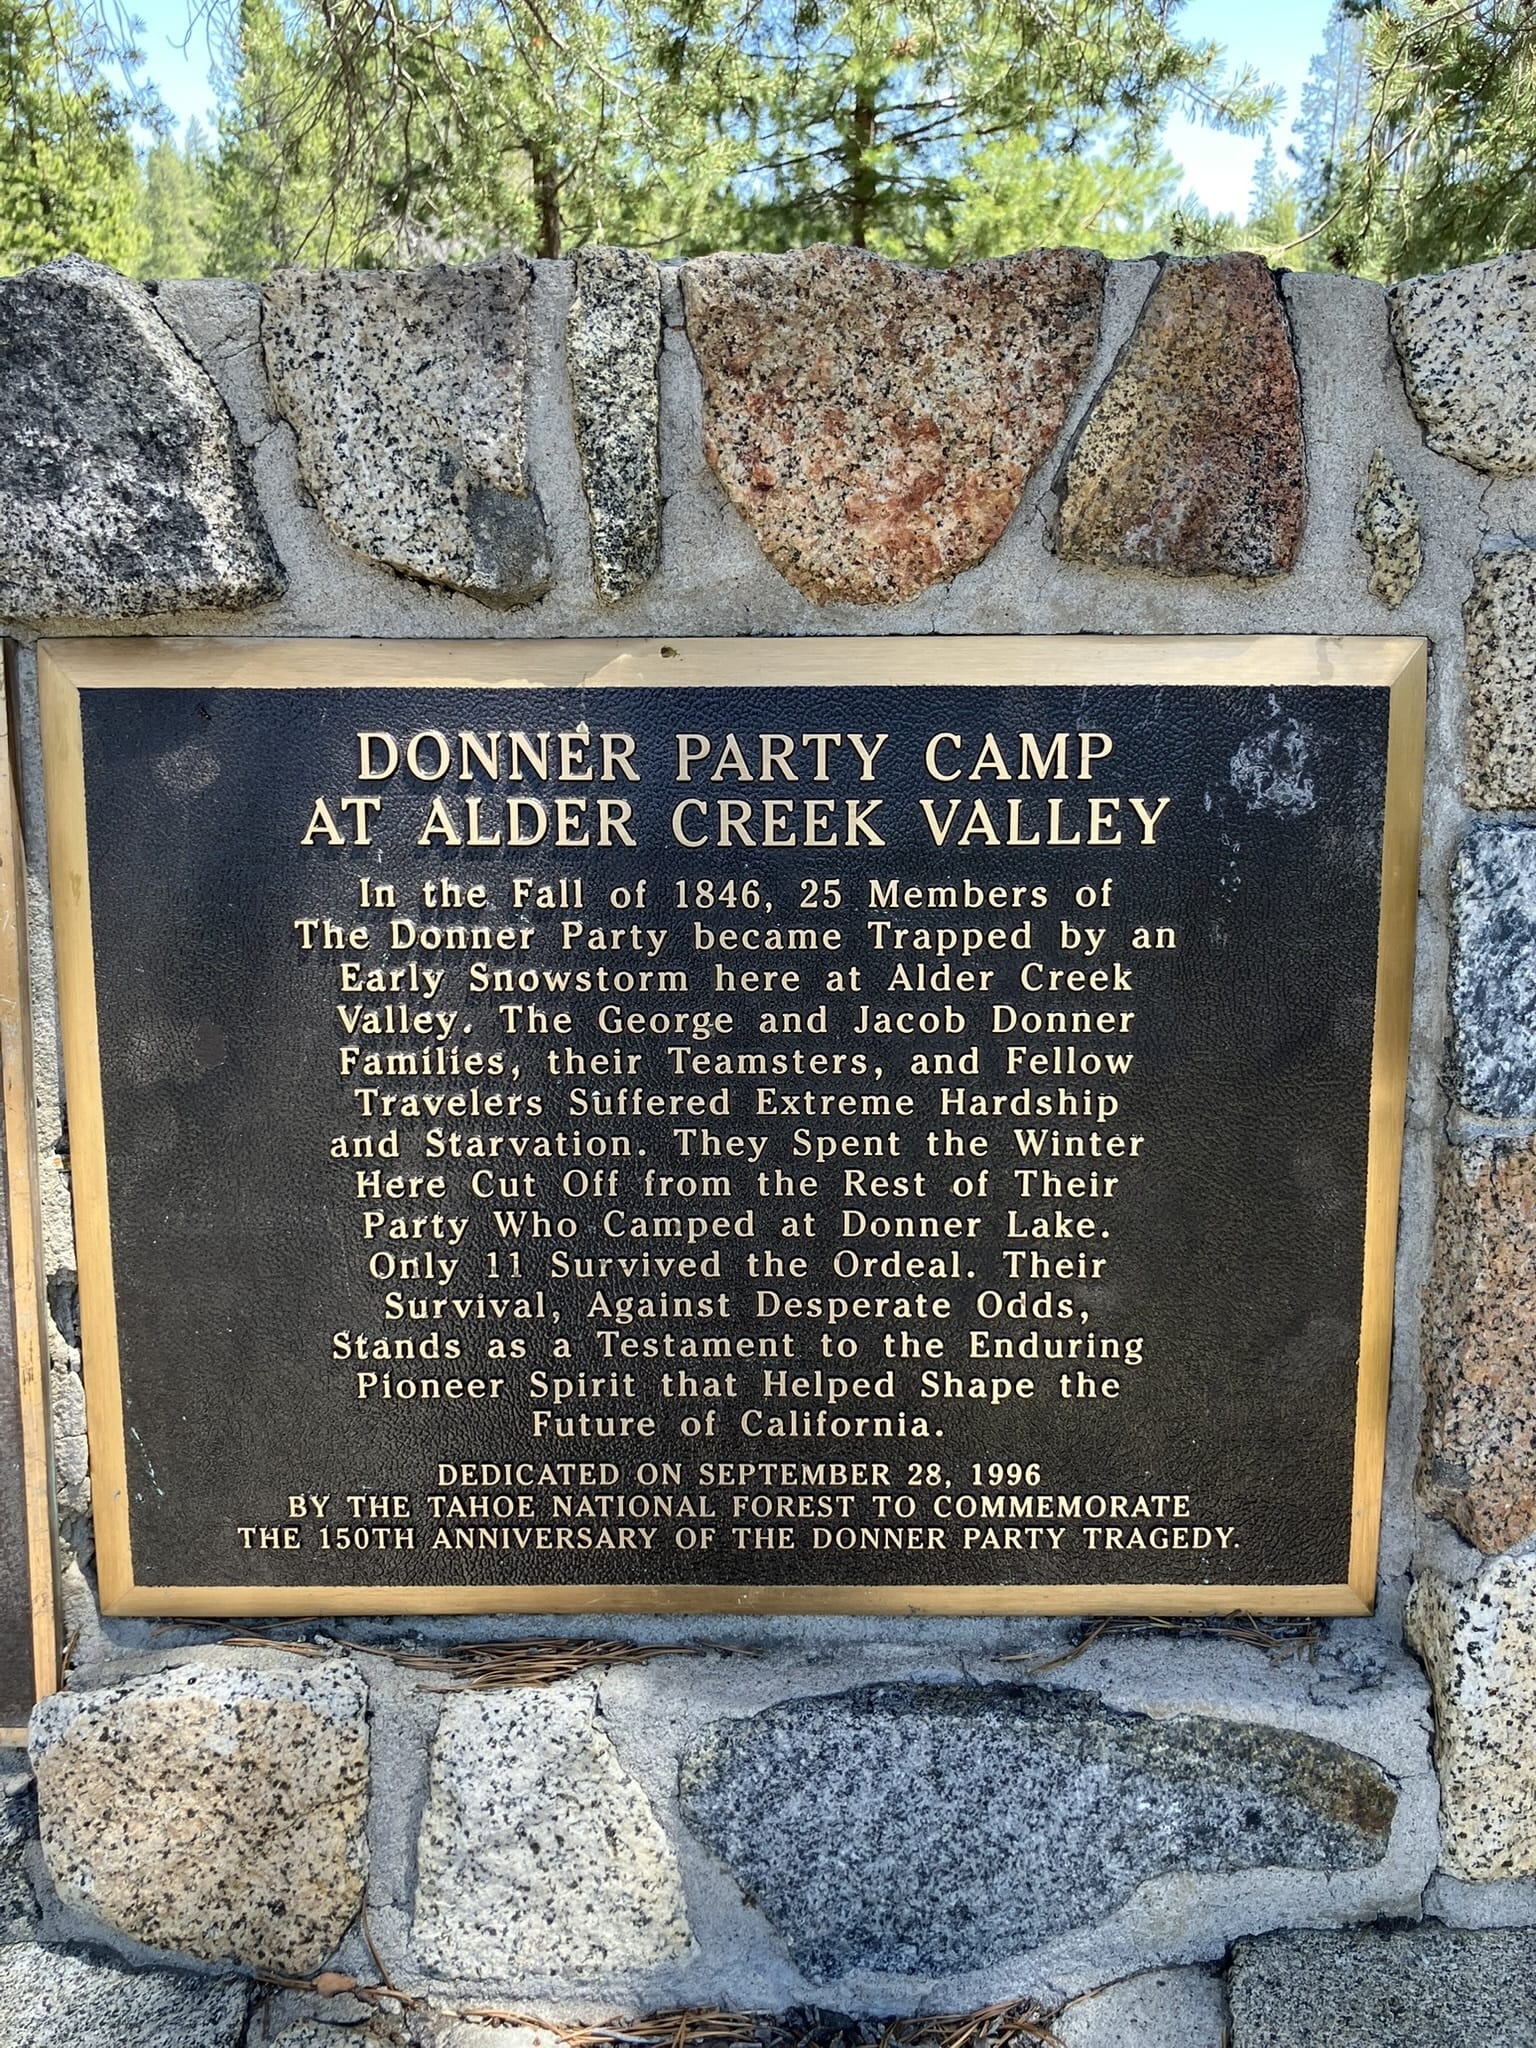 DONNER PARTY CAMP
AT ALDER CREEK VALLEY
In the Fall of 1846, 25 Members of
The Donner Party became Trapped by an
Early Snowstorm here at Alder Creek
Valley. The George and Jacob Donner
Families, their Teamsters, and Fellow
Travelers Suffered Extreme Hardship
and Starvation. They Spent the Winter
Here Cut Off from the Rest of Their
Party Who Camped at Donner Lake.
Only 11 Survived the Ordeal. Their
Survival, Against Desperate Odds,
Stands as a Testament to the Enduring
Pioneer Spirit that Helped Shape the
Future of California.
DEDICATED ON SEPTEMBER 28, 1996
BY THE TAHOE NATIONAL FOREST TO COMMEMORATE
THE 150TH ANNIVERSARY OF THE DONNER PARTY TRAGEDY.